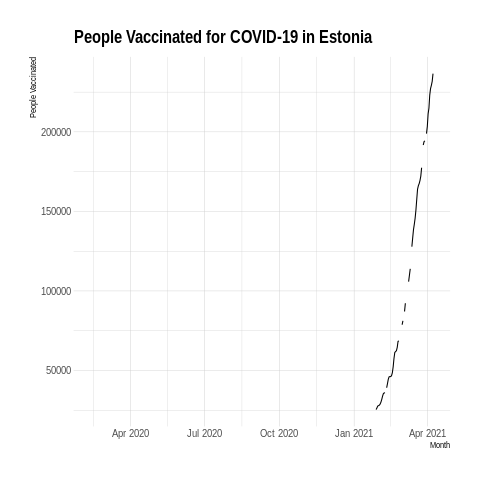 People Vaccinated for COVID-19 in Estonia
People Vaccinated
200000
150000
100000
50000
Apr 2020 Jul 2020 Oct 2020 Jan 2021 Apr 2021
Month